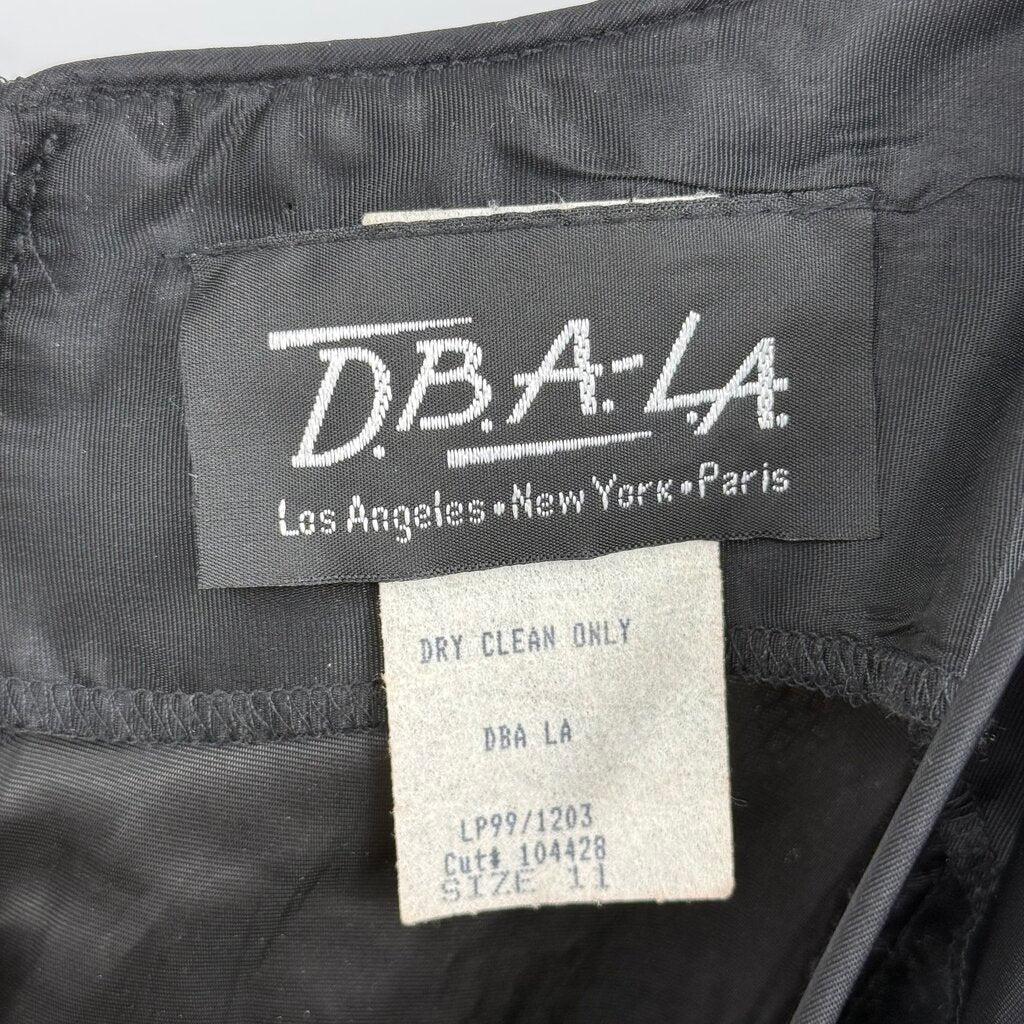 D.B.A.-L.A.
Los Angeles • New York • Paris
DRY CLEAN ONLY
DBA LA
LP99/1203
Cut# 104428
SIZE 11